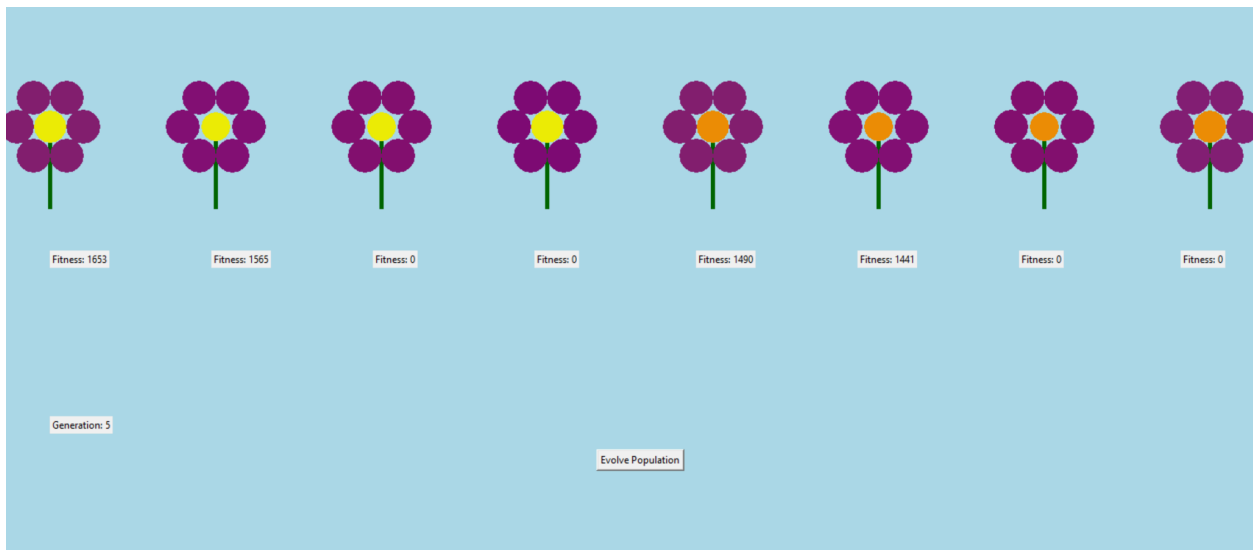 Fitness: 1653
Fitness: 1565
Fitness: 0
Fitness: 0
Fitness: 1490
Fitness: 1441
Fitness: 0
Fitness: 0
Generation: 5
Evolve Population